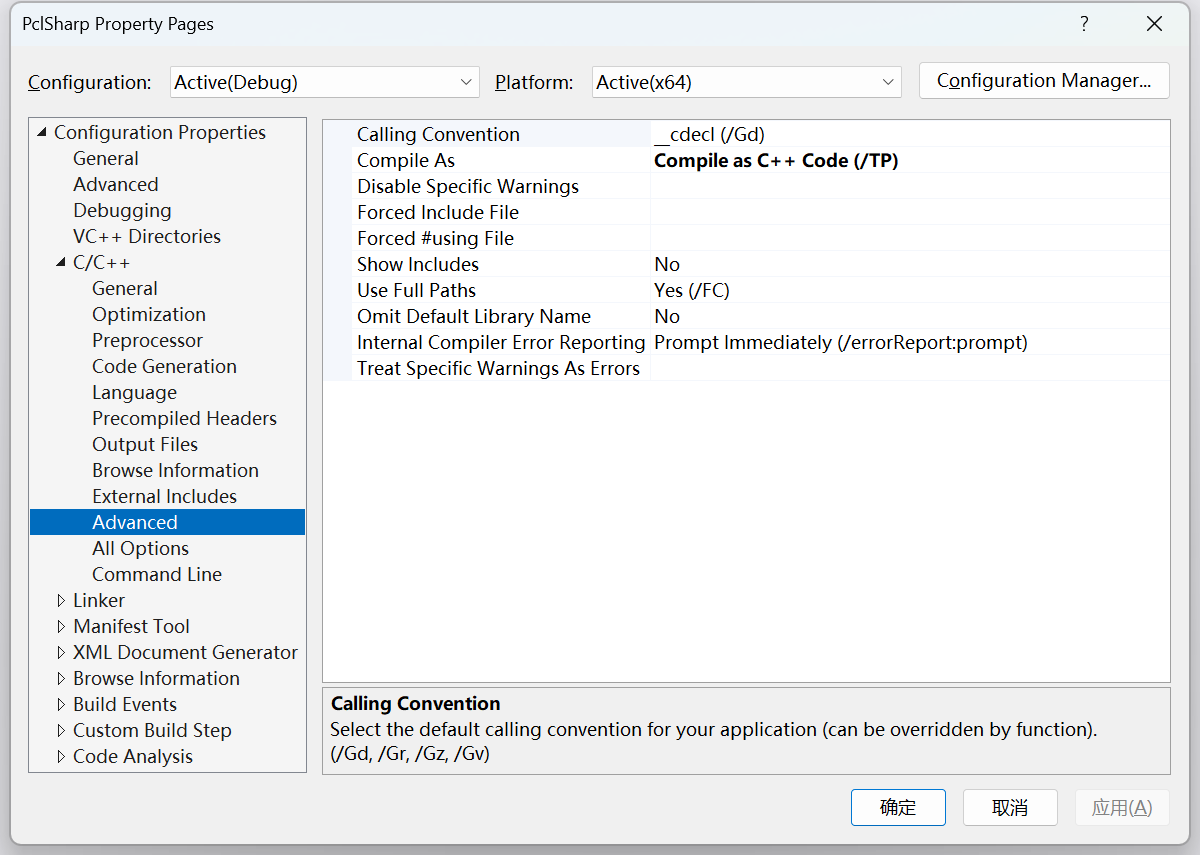 PclSharp Property Pages
?
Configuration: Active(Debug) Platform: Active(x64) Configuration Manager...
Configuration Properties
General
Advanced
Debugging
VC++ Directories
C/C++
General
Optimization
Preprocessor
Code Generation
Language
Precompiled Headers
Output Files
Browse Information
External Includes
Advanced
All Options
Command Line
Linker
Manifest Tool
XML Document Generator
Browse Information
Build Events
Custom Build Step
Code Analysis
Calling Convention __cdecl (/Gd)
Compile As Compile as C++ Code (/TP)
Disable Specific Warnings
Forced Include File
Forced #using File
Show Includes No
Use Full Paths Yes (/FC)
Omit Default Library Name No
Internal Compiler Error Reporting Prompt Immediately (/errorReport:prompt)
Treat Specific Warnings As Errors
Calling Convention
Select the default calling convention for your application (can be overridden by function).
(/Gd, /Gr, /Gz, /Gv)
确定 取消 应用(A)